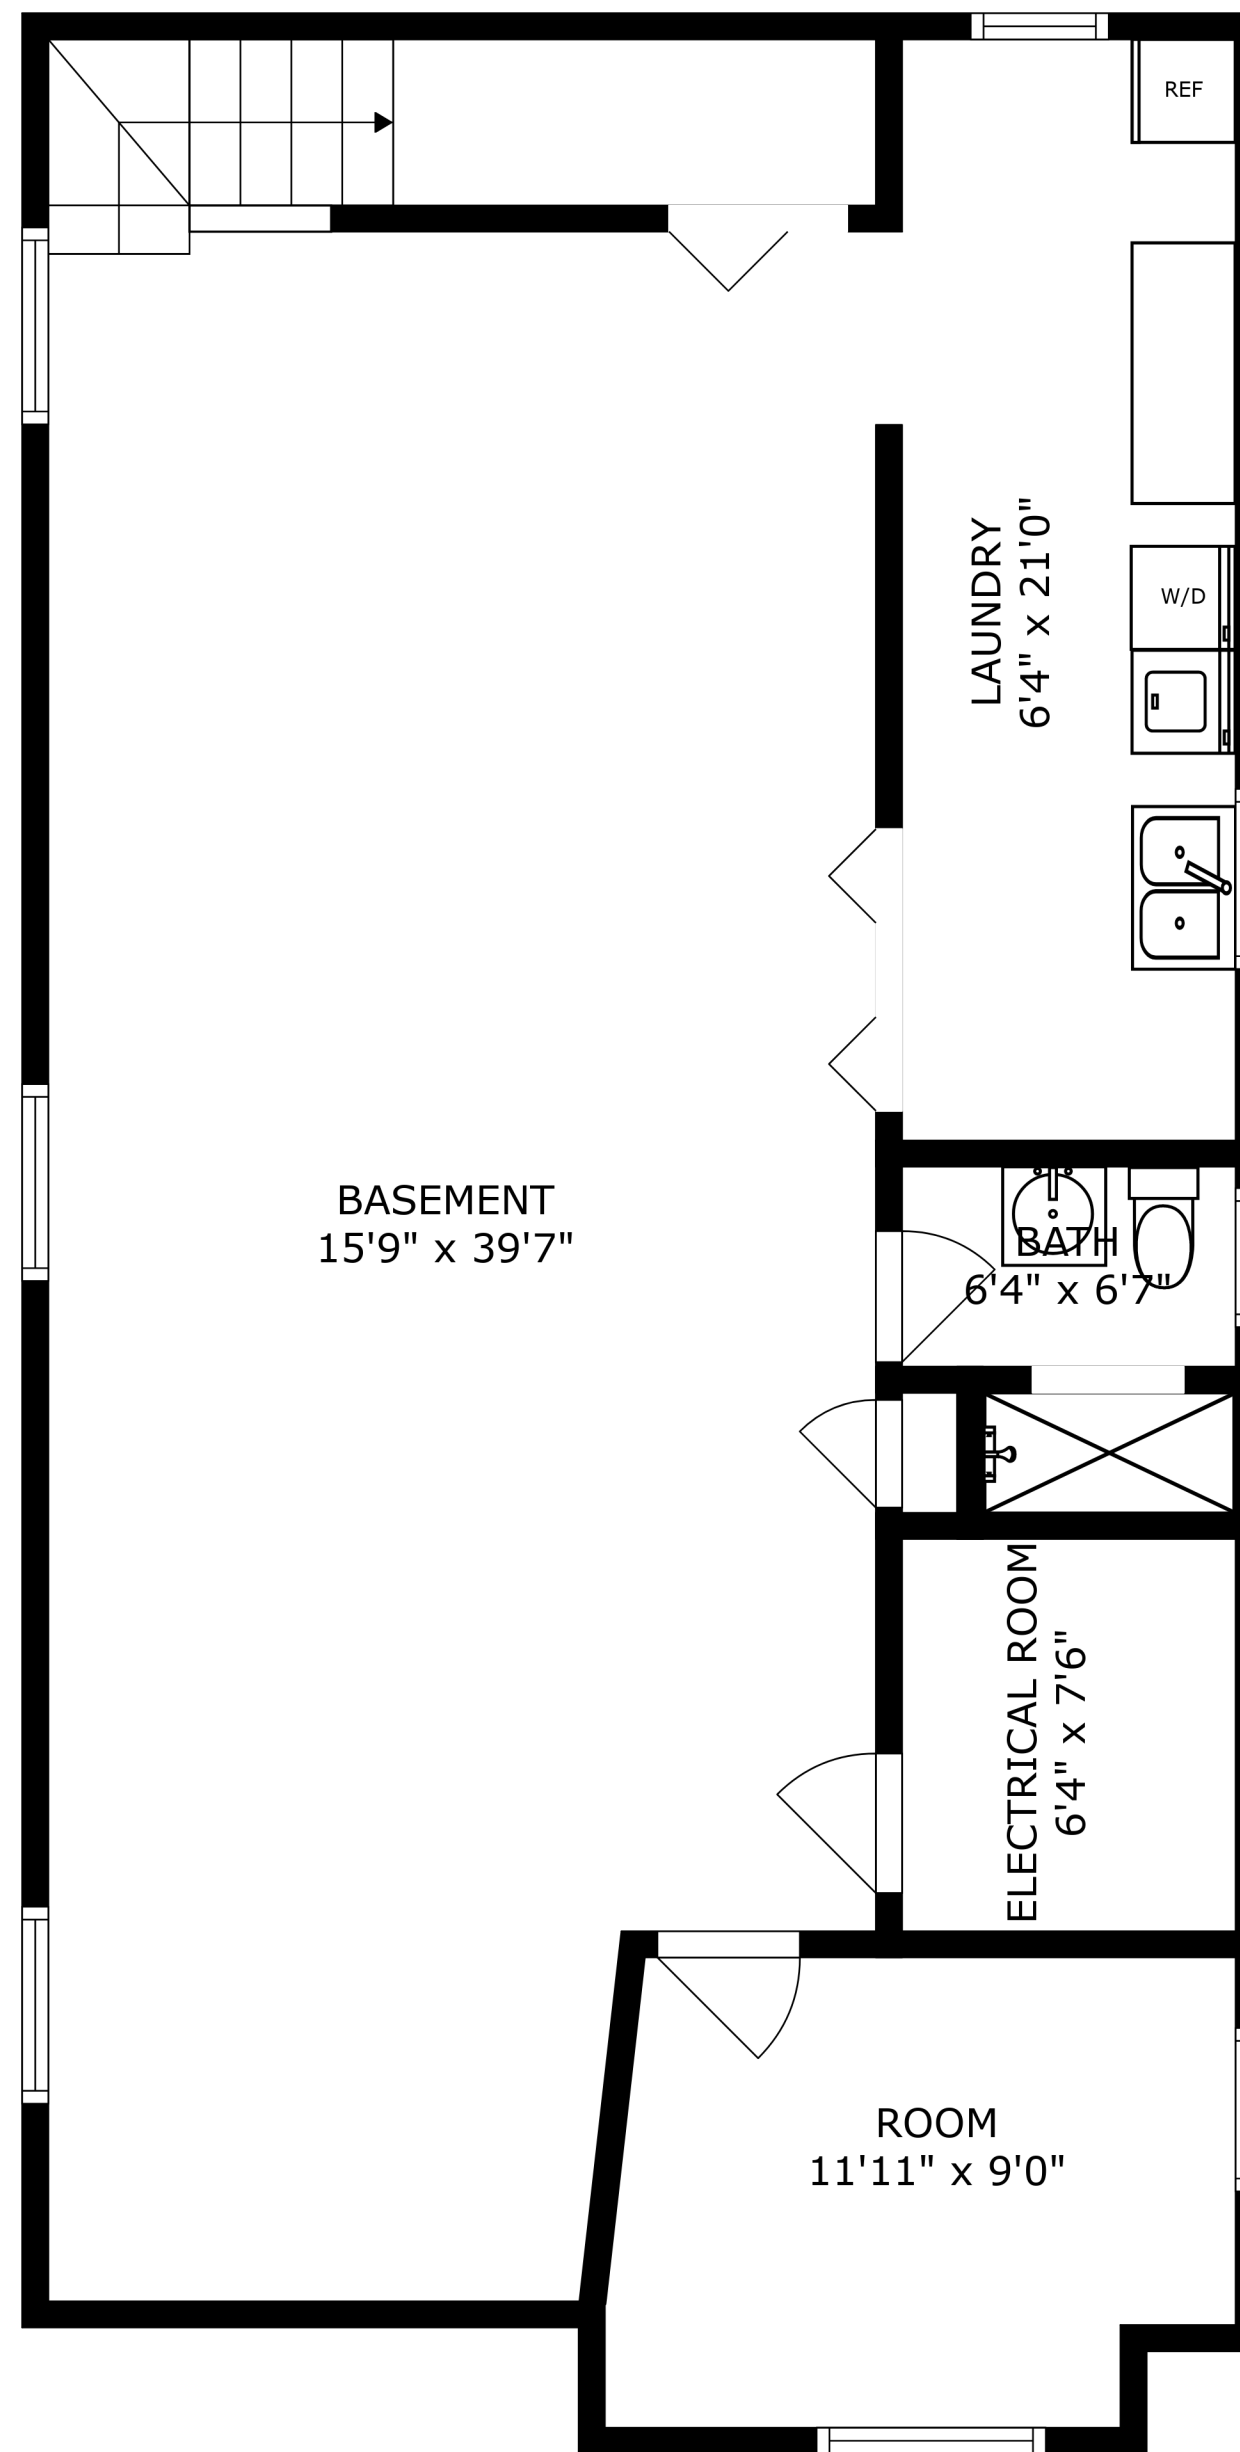 REF
LAUNDRY
6'4" x 21'0"
W/D
BASEMENT
15'9" x 39'7"
BATH
6'4" x 6'7"
ELECTRICAL ROOM
6'4" x 7'6"
ROOM
11'11" x 9'0"